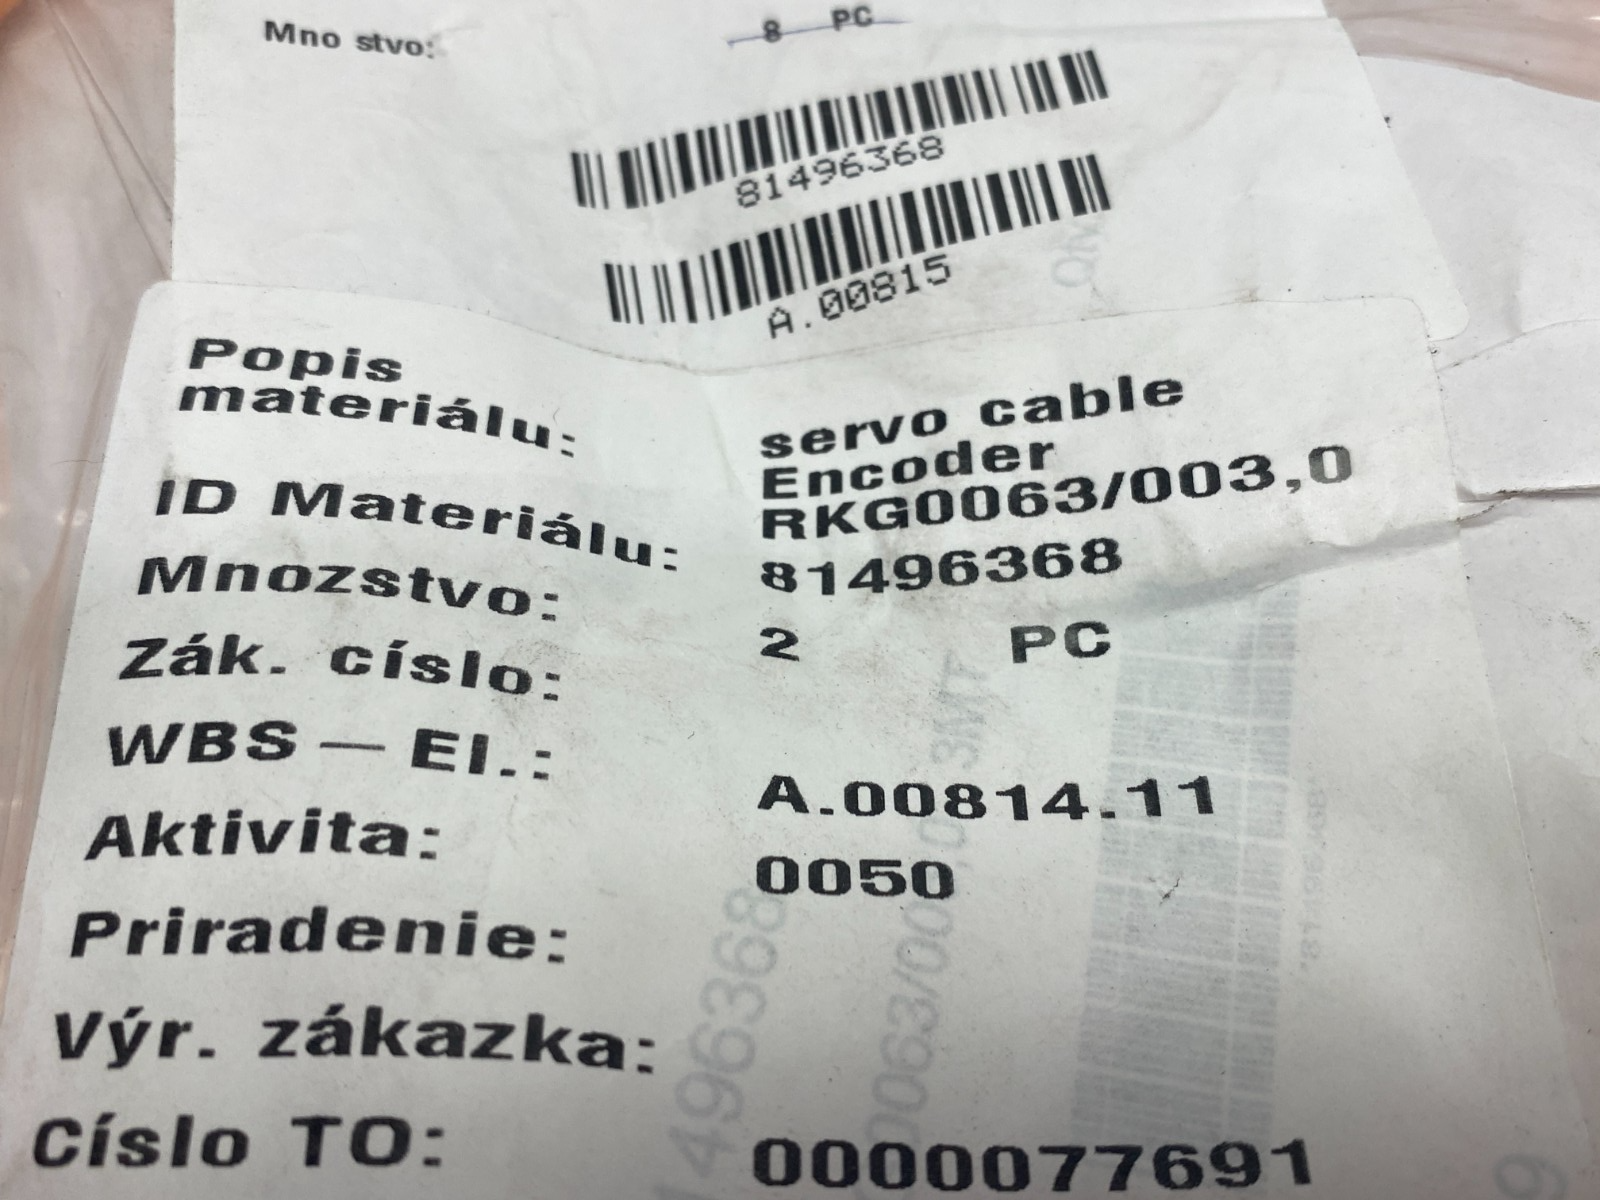 Mno stvo: 8 PC
81496368
A.00815
Popis
materiálu: servo cable
Encoder
RKG0063/003,0
ID Materiálu: 81496368
Mnozstvo: 2 PC
Zák. císlo:
WBS — El.: A.00814.11
Aktivita: 0050
Priradenie:
Výr. zákazka:
Císlo TO: 0000077691